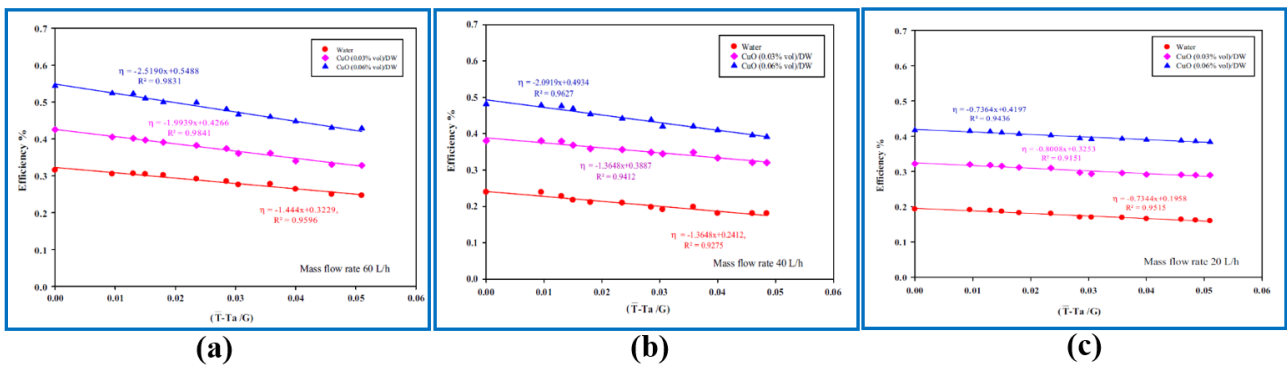 0.7
0.6
0.5
0.4
0.3
0.2
0.1
0.0
Efficiency %
Water
CuO (0.03% vol)/DW
CuO (0.06% vol)/DW
η = -2.5190x+0.5488
R² = 0.9831
η = -1.9939x+0.4266
R² = 0.9841
η = -1.444x+0.3229,
R² = 0.9596
Mass flow rate 60 L/h
0.00 0.01 0.02 0.03 0.04 0.05 0.06
(T̅-Ta /G)
(a)
0.7
0.6
0.5
0.4
0.3
0.2
0.1
0.0
Efficiency %
Water
CuO (0.03% vol)/DW
CuO (0.06% vol)/DW
η = -2.0919x+0.4934
R² = 0.9627
η = -1.3648x+0.3887
R² = 0.9412
η = -1.3648x+0.2412,
R² = 0.9275
Mass flow rate 40 L/h
0.00 0.01 0.02 0.03 0.04 0.05 0.06
(T̅-Ta /G)
(b)
0.7
0.6
0.5
0.4
0.3
0.2
0.1
0.0
Efficiency %
Water
CuO (0.03% vol)/DW
CuO (0.06% vol)/DW
η = -0.7364x+0.4197
R² = 0.9436
η = -0.8008x+0.3253
R² = 0.9151
η = -0.7344x+0.1958
R² = 0.9515
Mass flow rate 20 L/h
0.00 0.01 0.02 0.03 0.04 0.05 0.06
(T̅-Ta /G)
(c)